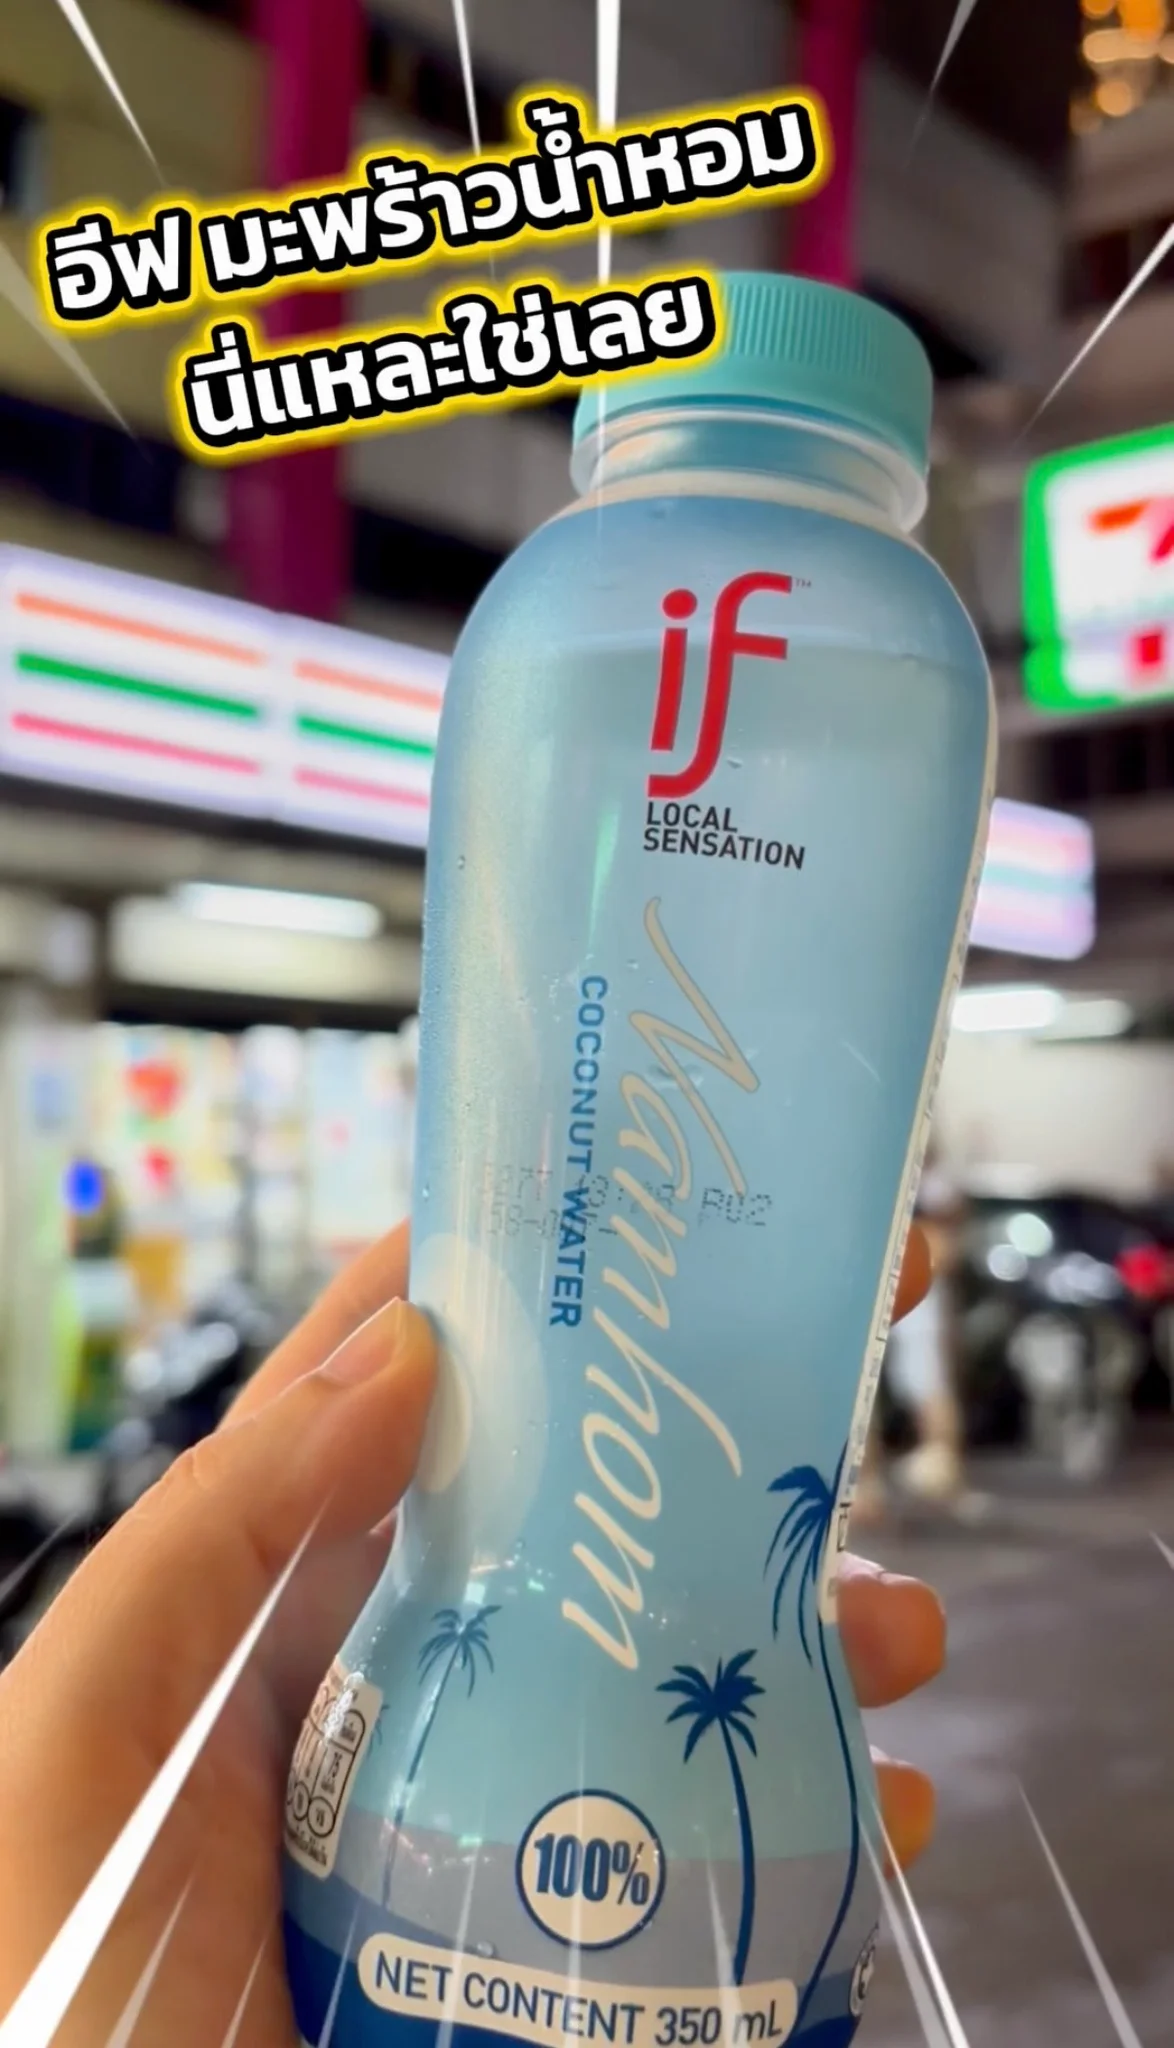 อีฟ มะพร้าวน้ำหอม
นี่แหละใช่เลย
if™
LOCAL
SENSATION
Namhom
COCONUT WATER
100%
NET CONTENT 350 mL